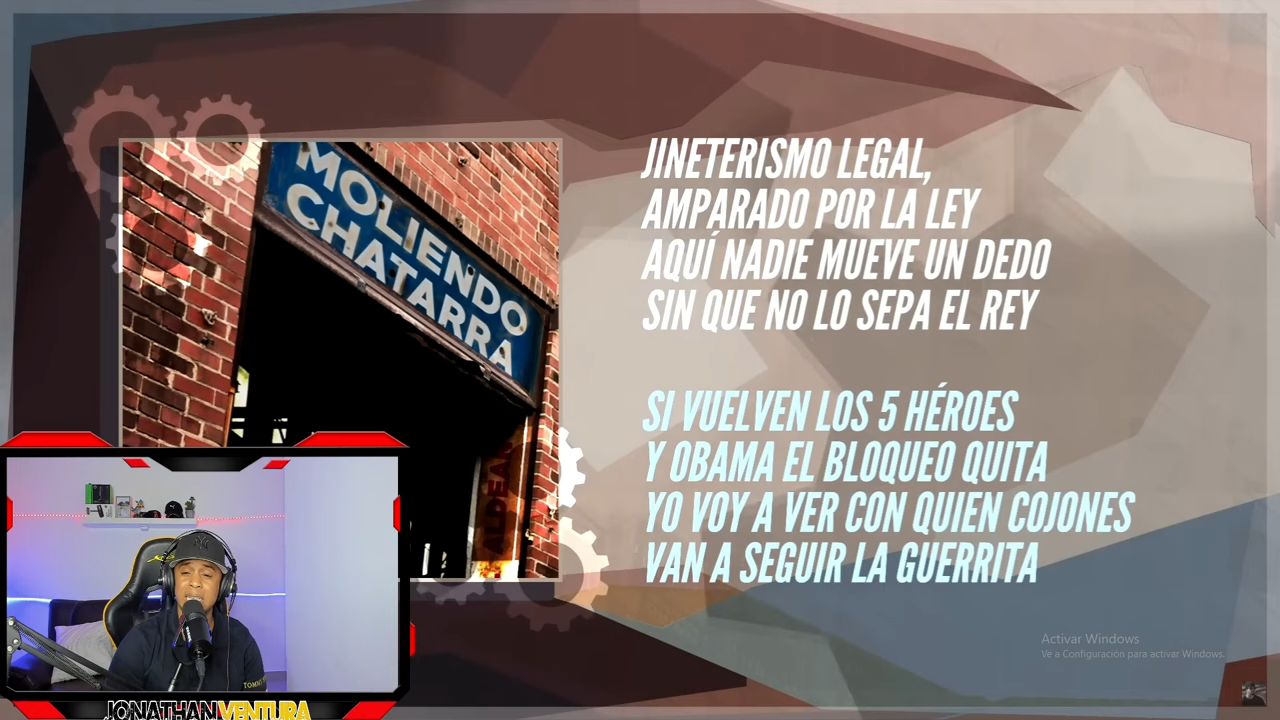 MOLIENDO
CHATARRA
ALDEAN
JINETERISMO LEGAL,
AMPARADO POR LA LEY
AQUÍ NADIE MUEVE UN DEDO
SIN QUE NO LO SEPA EL REY
SI VUELVEN LOS 5 HÉROES
Y OBAMA EL BLOQUEO QUITA
YO VOY A VER CON QUIEN COJONES
VAN A SEGUIR LA GUERRITA
TOMMY
JONATHANVENTURA
Activar Windows
Ve a Configuración para activar Windows.